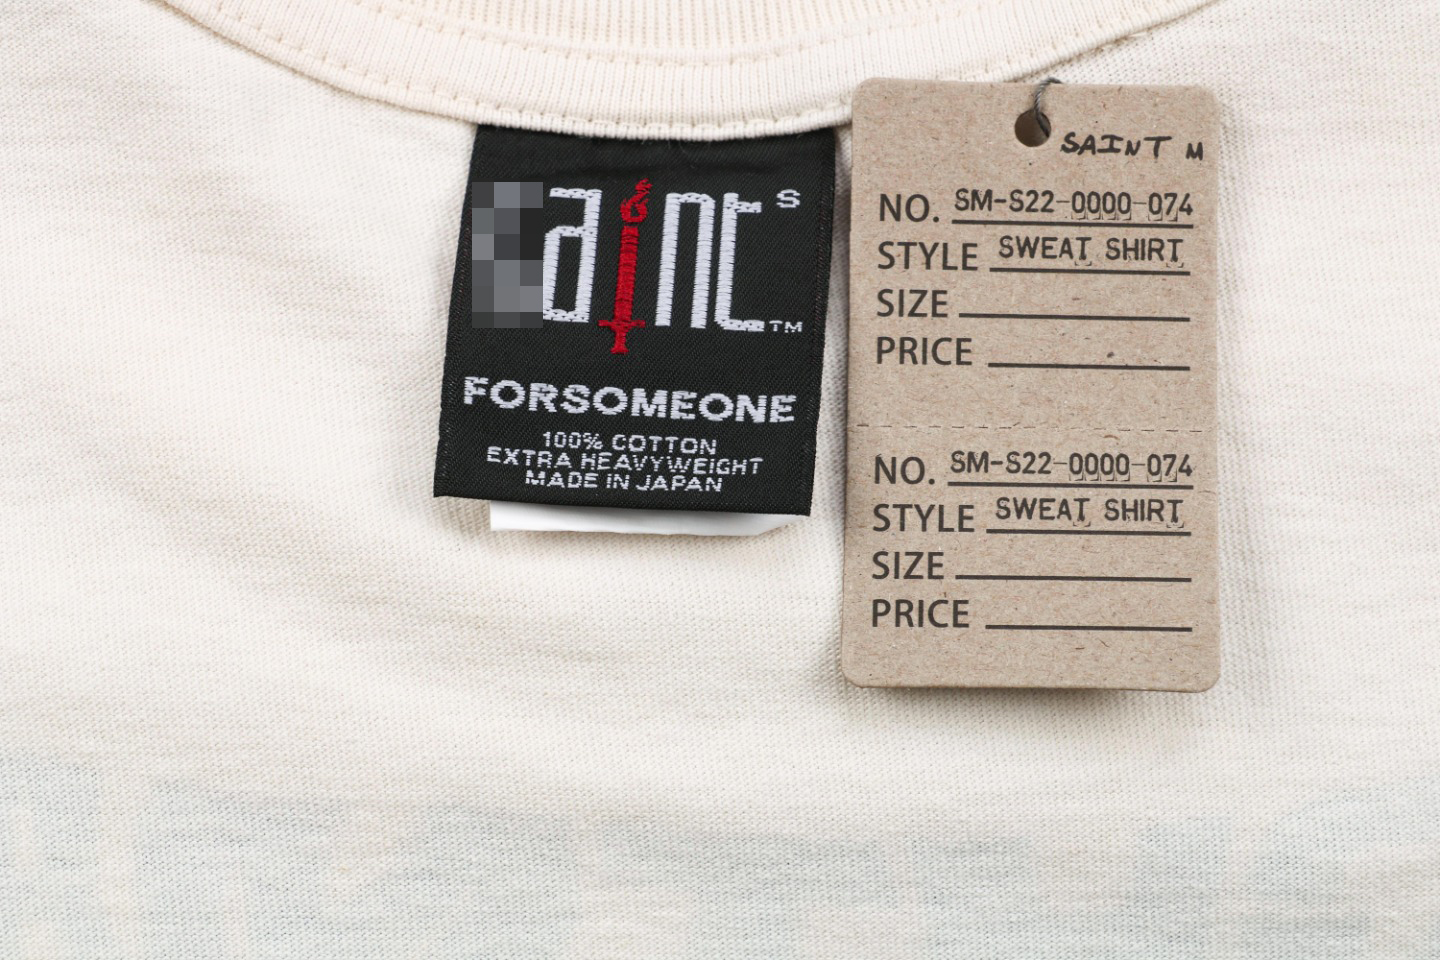 aint S
TM
FORSOMEONE
100% COTTON
EXTRA HEAVYWEIGHT
MADE IN JAPAN
SAINT M
NO. SM-S22-0000-074
STYLE SWEAT SHIRT
SIZE
PRICE
NO. SM-S22-0000-074
STYLE SWEAT SHIRT
SIZE
PRICE